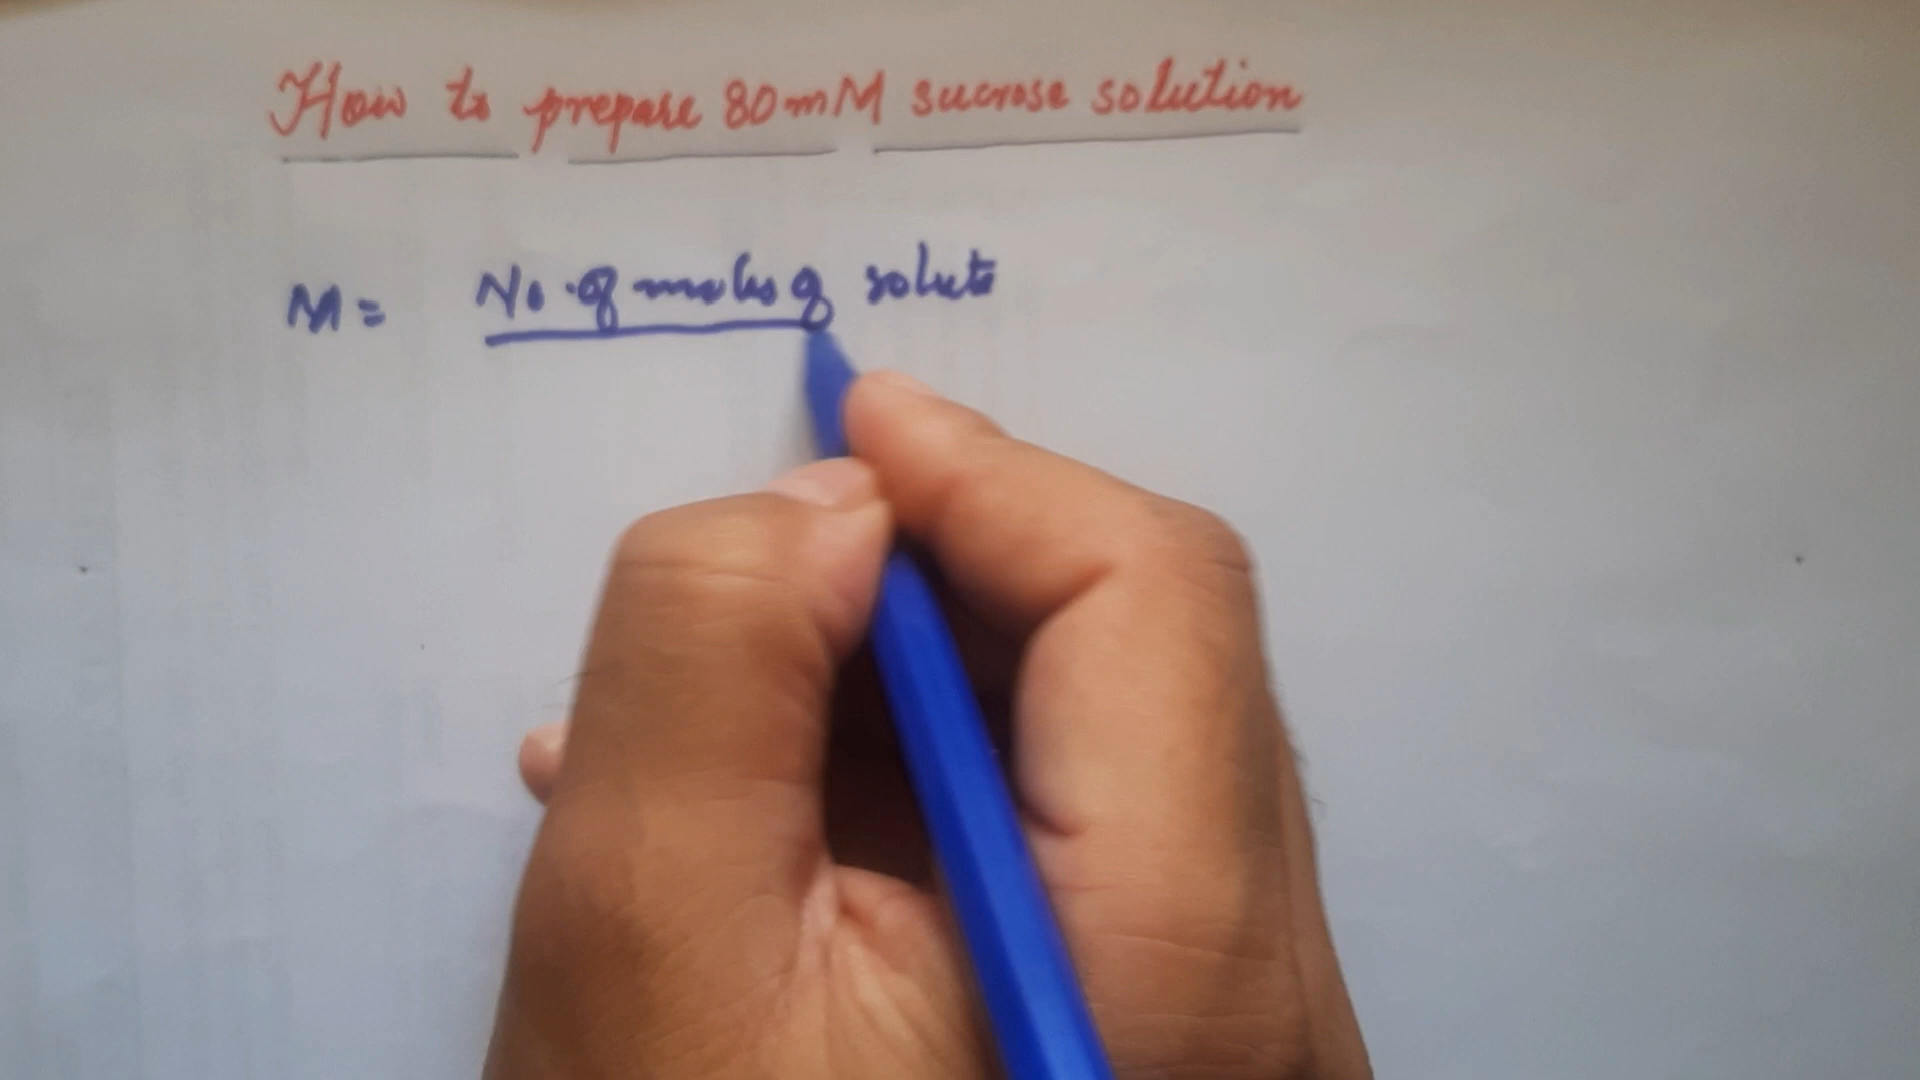 How to prepare 80mM sucrose solution
M = No. of moles of solute